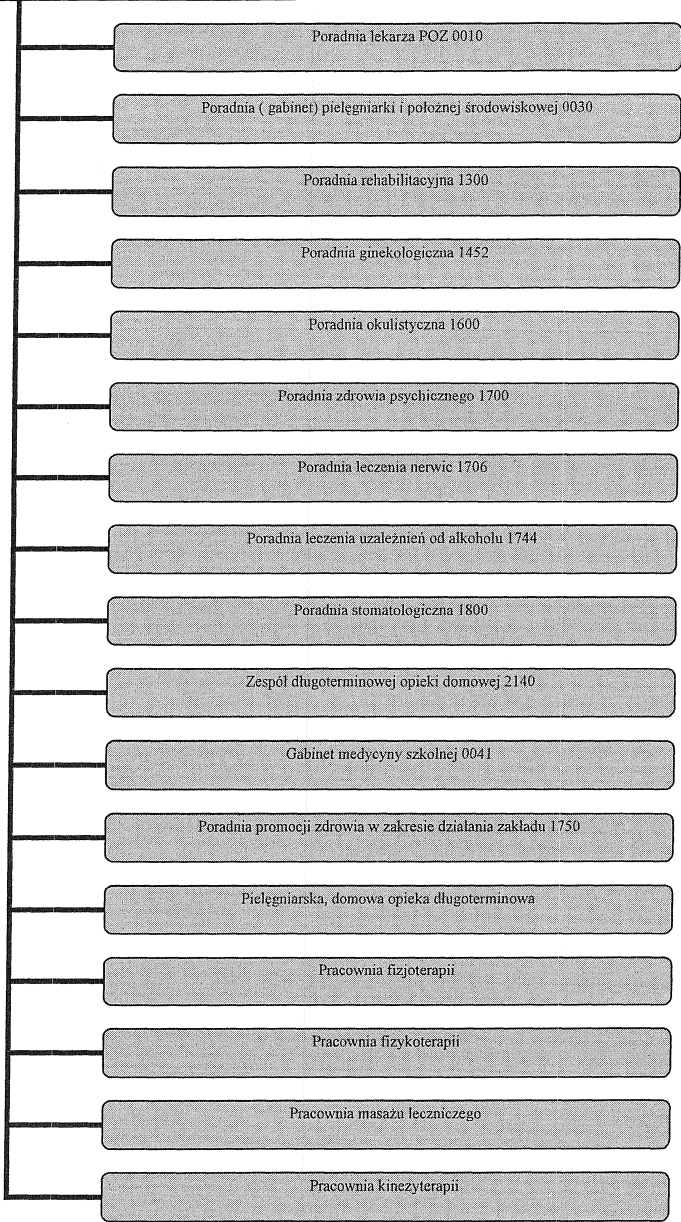 Poradnia lekarza POZ 0010
Poradnia ( gabinet) pielęgniarki i położnej środowiskowej 0030
Poradnia rehabilitacyjna 1300
Poradnia ginekologiczna 1452
Poradnia okulistyczna 1600
Poradnia zdrowia psychicznego 1700
Poradnia leczenia nerwic 1706
Poradnia leczenia uzależnień od alkoholu 1744
Poradnia stomatologiczna 1800
Zespół długoterminowej opieki domowej 2140
Gabinet medycyny szkolnej 0041
Poradnia promocji zdrowia w zakresie działania zakładu 1750
Pielęgniarska, domowa opieka długoterminowa
Pracownia fizjoterapii
Pracownia fizykoterapii
Pracownia masażu leczniczego
Pracownia kinezyterapii